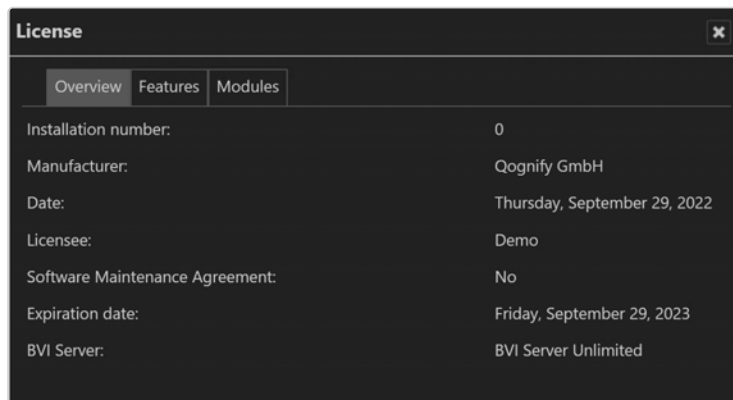 License
Overview Features Modules
Installation number: 0
Manufacturer: Qognify GmbH
Date: Thursday, September 29, 2022
Licensee: Demo
Software Maintenance Agreement: No
Expiration date: Friday, September 29, 2023
BVI Server: BVI Server Unlimited